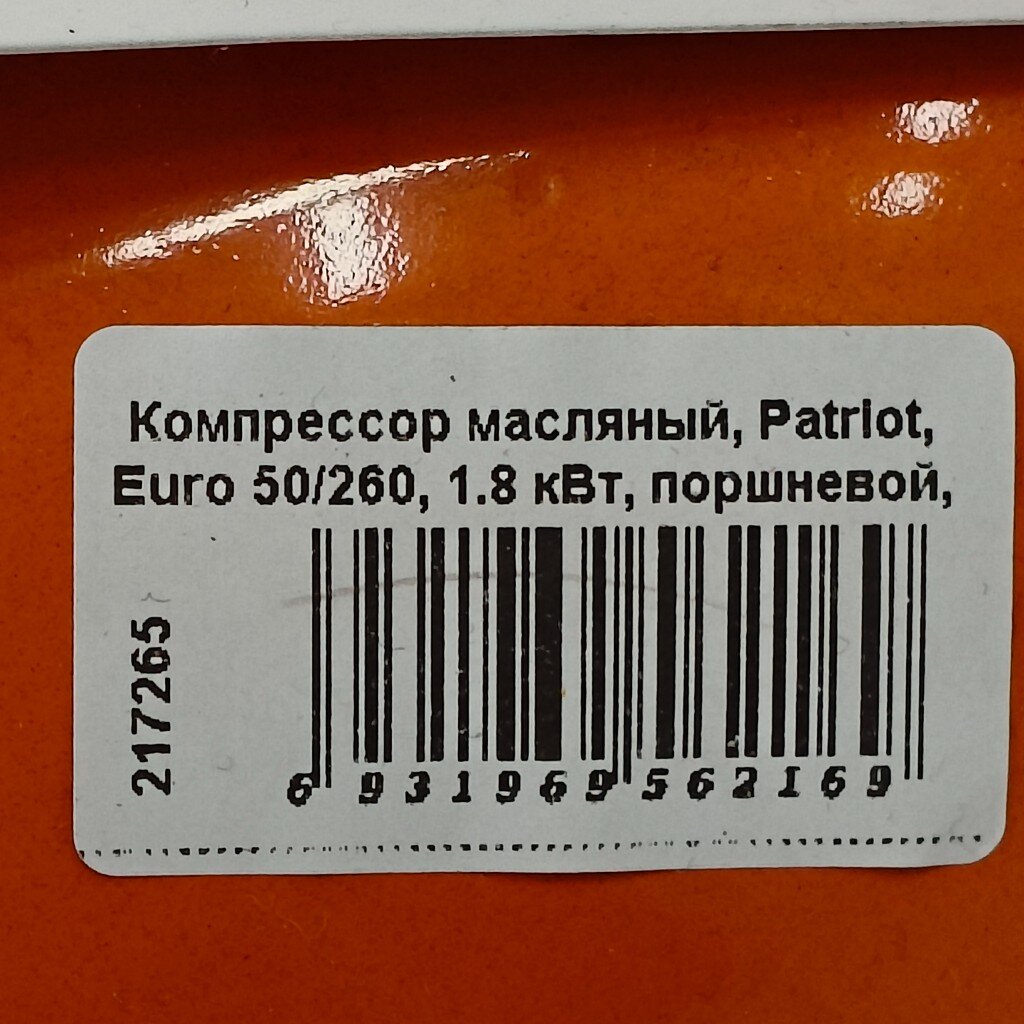 Компрессор масляный, Patriot,
Euro 50/260, 1.8 кВт, поршневой,
217265
6 931969 562169